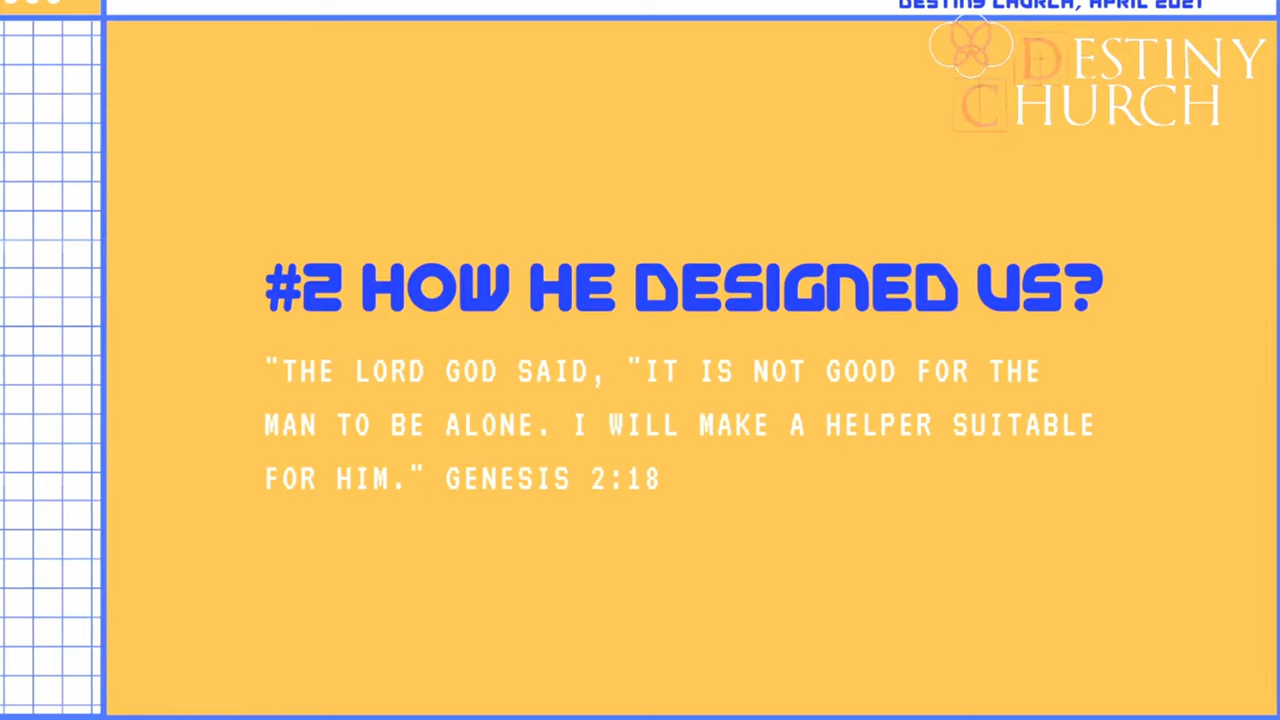 DESTINY CHURCH, APRIL 2021
DESTINY
CHURCH
#2 HOW HE DESIGNED US?
"THE LORD GOD SAID, "IT IS NOT GOOD FOR THE
MAN TO BE ALONE. I WILL MAKE A HELPER SUITABLE
FOR HIM." GENESIS 2:18